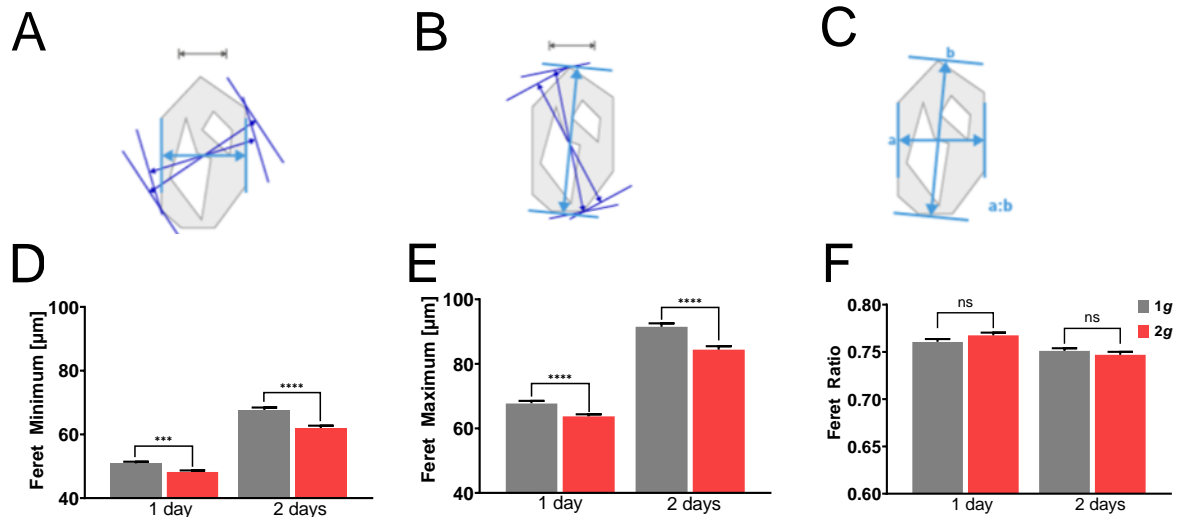 A
B
C
b
a
a:b
D
E
F
Feret Minimum [µm]
100
80
60
40
***
****
1 day
2 days
Feret Maximum [µm]
100
80
60
40
****
****
1 day
2 days
Feret Ratio
0.80
0.75
0.70
0.65
0.60
ns
ns
1g
2g
1 day
2 days